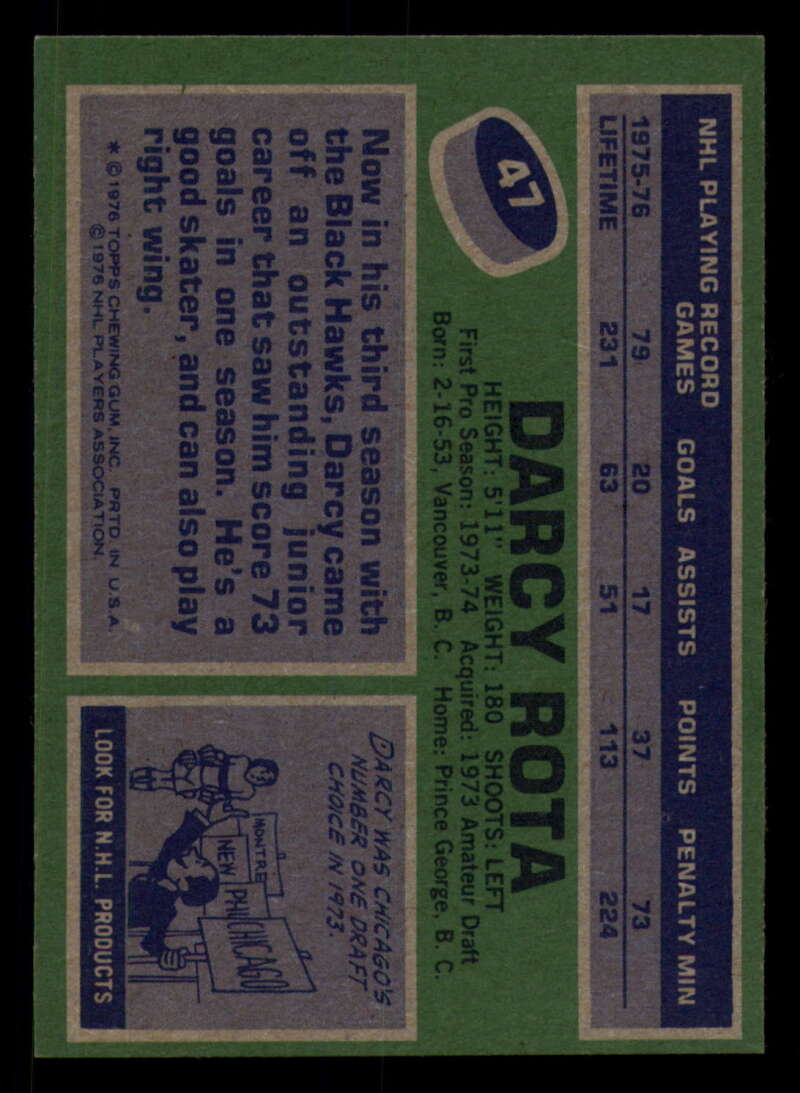 NHL PLAYING RECORD
GAMES GOALS ASSISTS POINTS PENALTY MIN
1975-76 79 20 17 37 73
LIFETIME 231 63 51 113 224
47
DARCY ROTA
HEIGHT: 5'11" WEIGHT: 180 SHOOTS: LEFT
First Pro Season: 1973-74 Acquired: 1973 Amateur Draft
Born: 2-16-53, Vancouver, B. C. Home: Prince George, B. C.
Now in his third season with
the Black Hawks, Darcy came
off an outstanding junior
career that saw him score 73
goals in one season. He's a
good skater, and can also play
right wing.
* © 1976 TOPPS CHEWING GUM, INC. PRTD. IN U.S.A.
© 1976 NHL PLAYERS ASSOCIATION.
DARCY WAS CHICAGO'S
NUMBER ONE DRAFT
CHOICE IN 1973.
MONTRE
NEW
PHI
CHICAGO
LOOK FOR N.H.L. PRODUCTS